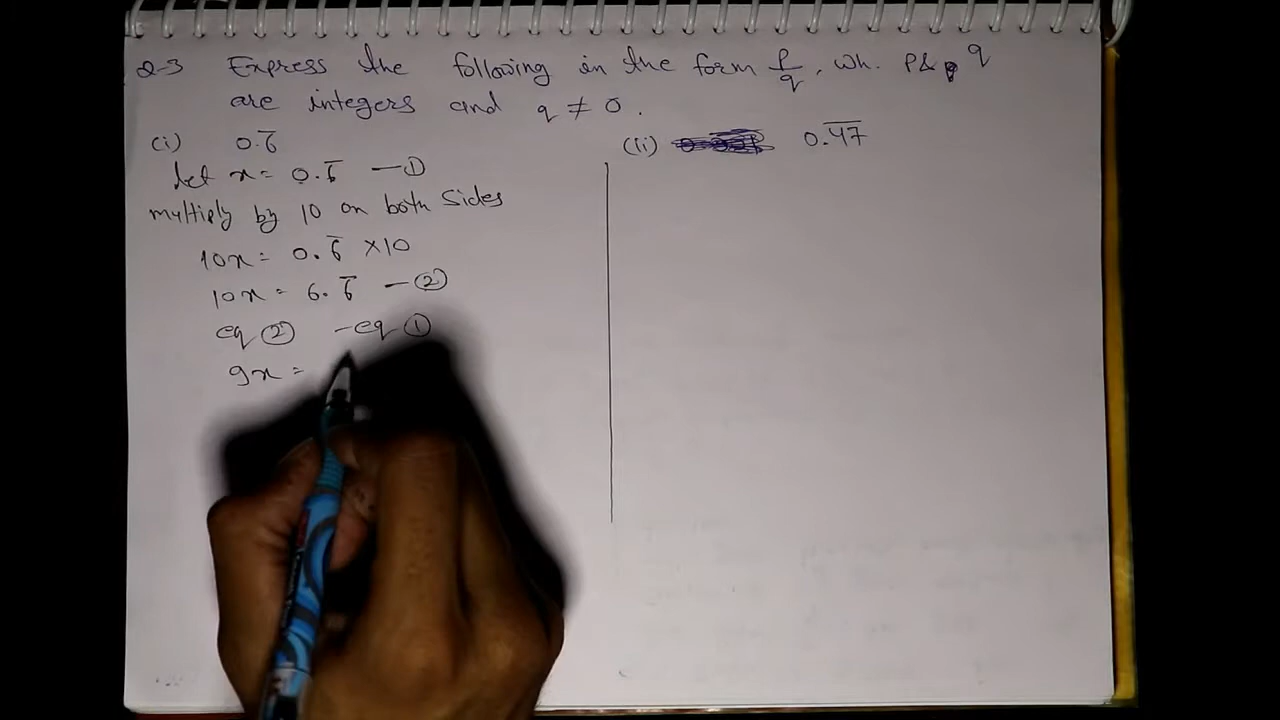 Q-3 Express the following in the form p/q, wh. P & q
are integers and q ≠ 0.
(i) 0.6̅
Let x = 0.6̅ —①
multiply by 10 on both sides
10x = 0.6̅ ×10
10x = 6.6̅ —②
eq ② - eq ①
9x =
(ii) 0.4̅7̅